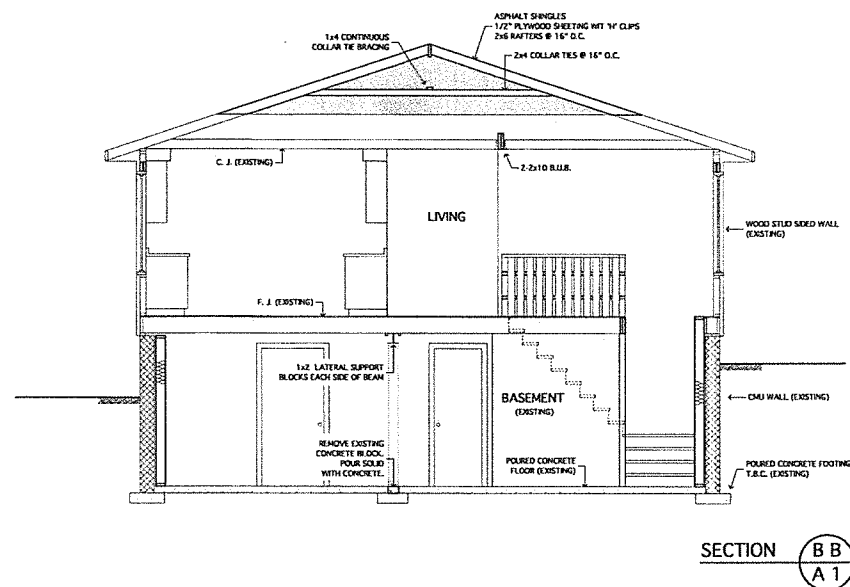 ASPHALT SHINGLES
1/2" PLYWOOD SHEETING WIT 'H' CLIPS
2x6 RAFTERS @ 16" O.C.
1x4 CONTINUOUS
COLLAR TIE BRACING
2x4 COLLAR TIES @ 16" O.C.
C. J. (EXISTING)
2-2x10 B.U.B.
LIVING
WOOD STUD SIDED WALL
(EXISTING)
F. J. (EXISTING)
1x2 LATERAL SUPPORT
BLOCKS EACH SIDE OF BEAM
BASEMENT
(EXISTING)
CMU WALL (EXISTING)
REMOVE EXISTING
CONCRETE BLOCK.
POUR SOLID
WITH CONCRETE.
POURED CONCRETE
FLOOR (EXISTING)
POURED CONCRETE FOOTING
T.B.C. (EXISTING)
SECTION
B B
A 1